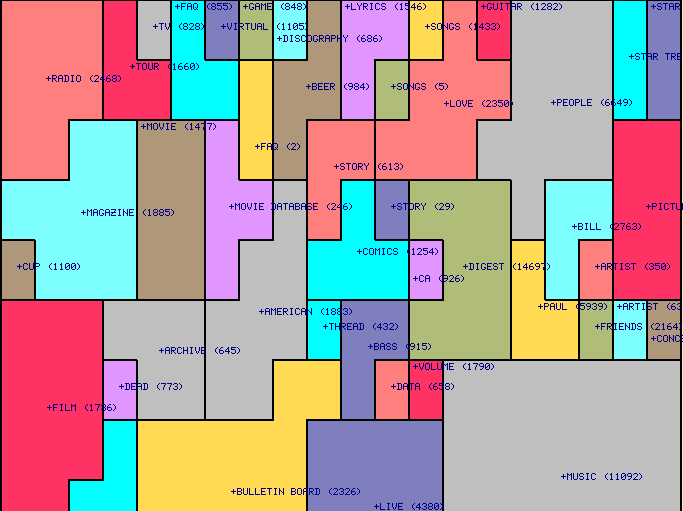 +FAQ (855)
+GAME (848)
+LYRICS (1546)
+GUITAR (1282)
+STAR
+TV (828)
+VIRTUAL (1105)
+SONGS (1433)
+DISCOGRAPHY (686)
+STAR TRE
+TOUR (1660)
+RADIO (2468)
+BEER (984)
+SONGS (5)
+LOVE (2350)
+PEOPLE (6649)
+MOVIE (1477)
+FAQ (2)
+STORY (613)
+MAGAZINE (1885)
+MOVIE DATABASE (246)
+STORY (29)
+PICTU
+BILL (2763)
+COMICS (1254)
+CUP (1100)
+DIGEST (14697)
+ARTIST (350)
+CA (926)
+AMERICAN (1883)
+PAUL (5939)
+ARTIST (63
+THREAD (432)
+FRIENDS (2164)
+CONC
+ARCHIVE (645)
+BASS (915)
+VOLUME (1790)
+DEAD (773)
+DATA (658)
+FILM (1786)
+MUSIC (11092)
+BULLETIN BOARD (2326)
+LIVE (4380)